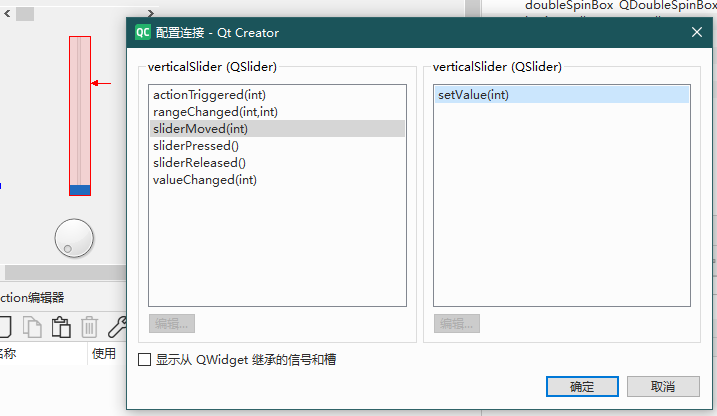 doubleSpinBox QDoubleSpinBox
QC 配置连接 - Qt Creator
verticalSlider (QSlider)
actionTriggered(int)
rangeChanged(int,int)
sliderMoved(int)
sliderPressed()
sliderReleased()
valueChanged(int)
编辑...
verticalSlider (QSlider)
setValue(int)
编辑...
显示从 QWidget 继承的信号和槽
确定
取消
ction编辑器
使用